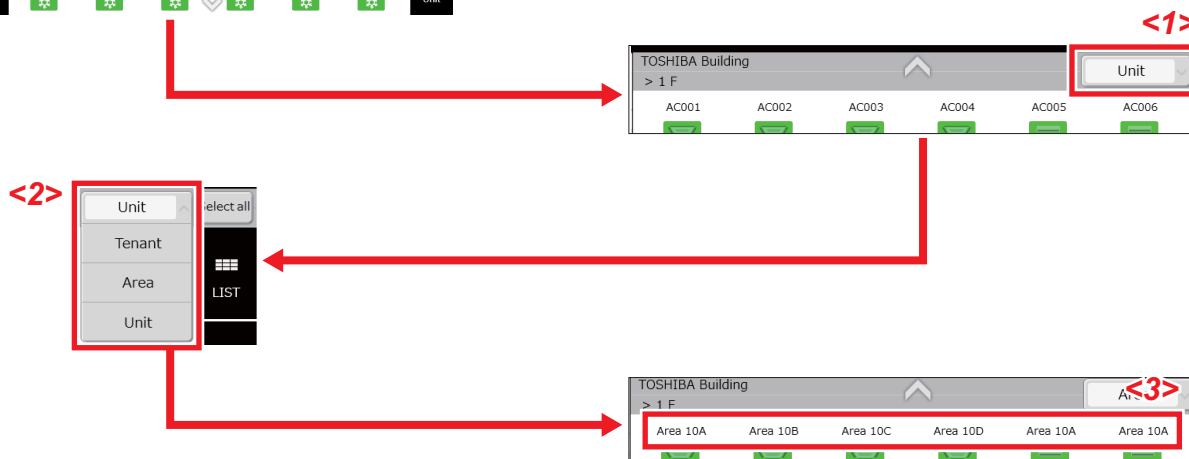 Unit
<1>
TOSHIBA Building
> 1 F
Unit
AC001 AC002 AC003 AC004 AC005 AC006
<2>
Unit
Select all
Tenant
Area
LIST
Unit
TOSHIBA Building
> 1 F
<3>
Area 10A Area 10B Area 10C Area 10D Area 10A Area 10A